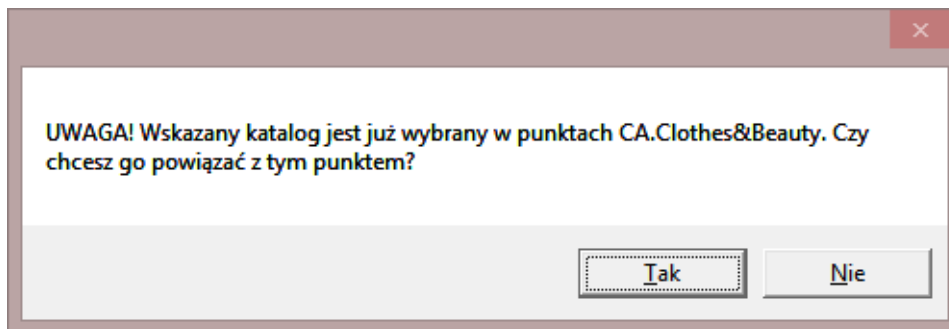 UWAGA! Wskazany katalog jest już wybrany w punktach CA.Clothes&Beauty. Czy
chcesz go powiązać z tym punktem?
Tak
Nie